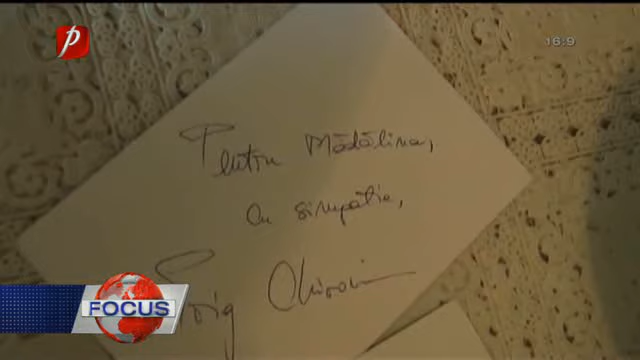 p
16:9
Pentru Mădălina,
Cu simpatie,
FOCUS